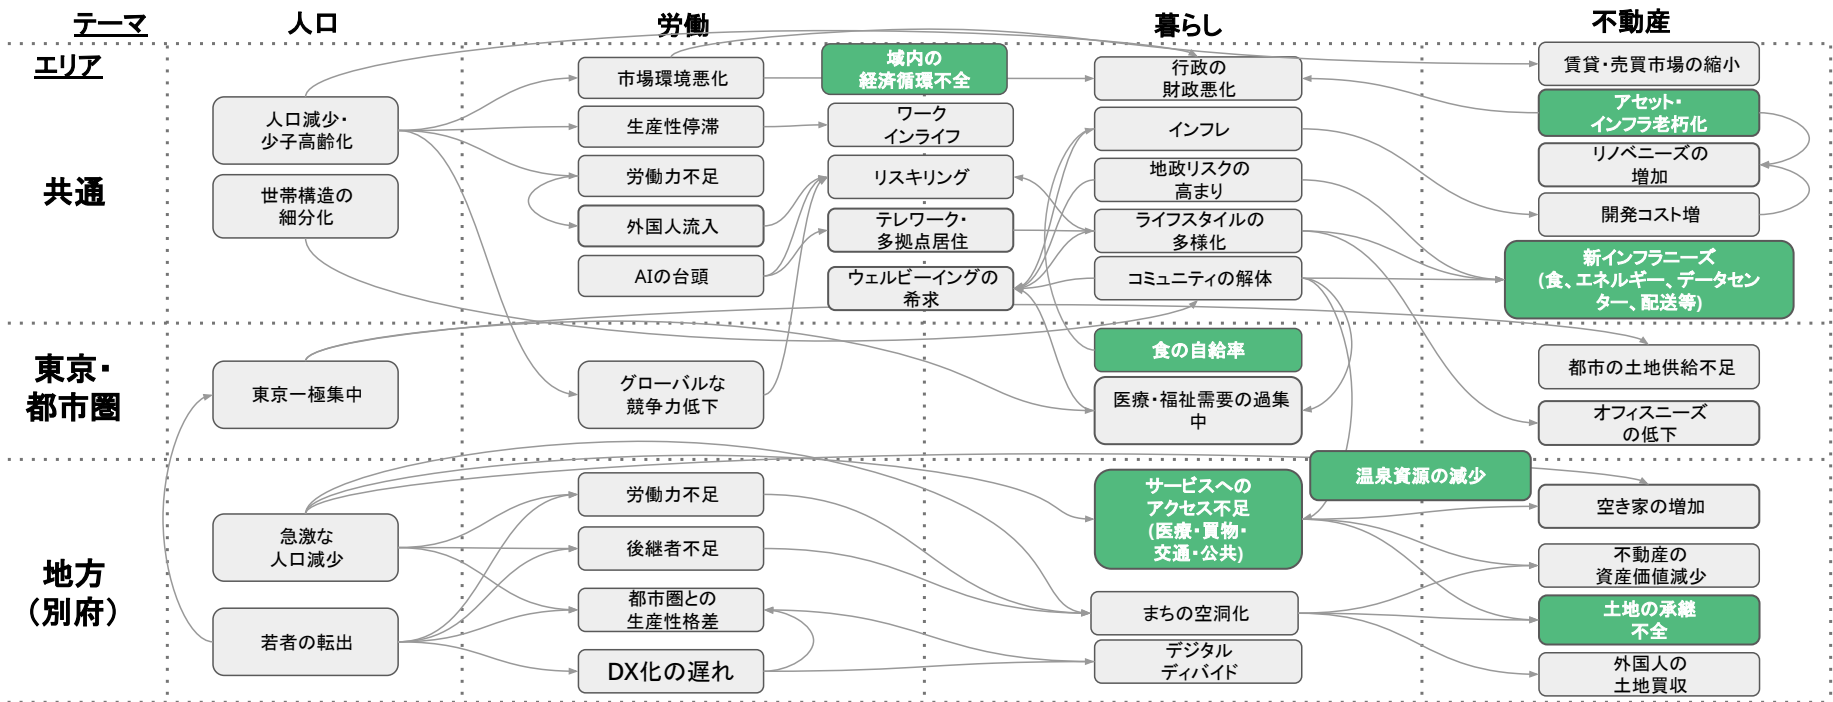 テーマ
人口
労働
暮らし
不動産
エリア
共通
人口減少・
少子高齢化
世帯構造の
細分化
市場環境悪化
生産性停滞
労働力不足
外国人流入
AIの台頭
域内の
経済循環不全
ワーク
インライフ
リスキリング
テレワーク・
多拠点居住
ウェルビーイングの
希求
行政の
財政悪化
インフレ
地政リスクの
高まり
ライフスタイルの
多様化
コミュニティの解体
賃貸・売買市場の縮小
アセット・
インフラ老朽化
リノベニーズの
増加
開発コスト増
新インフラニーズ
(食、エネルギー、データセン
ター、配送等)
東京・
都市圏
東京一極集中
グローバルな
競争力低下
食の自給率
医療・福祉需要の過集
中
都市の土地供給不足
オフィスニーズ
の低下
地方
（別府）
急激な
人口減少
若者の転出
労働力不足
後継者不足
都市圏との
生産性格差
DX化の遅れ
サービスへの
アクセス不足
(医療・買物・
交通・公共)
まちの空洞化
デジタル
ディバイド
温泉資源の減少
空き家の増加
不動産の
資産価値減少
土地の承継
不全
外国人の
土地買収